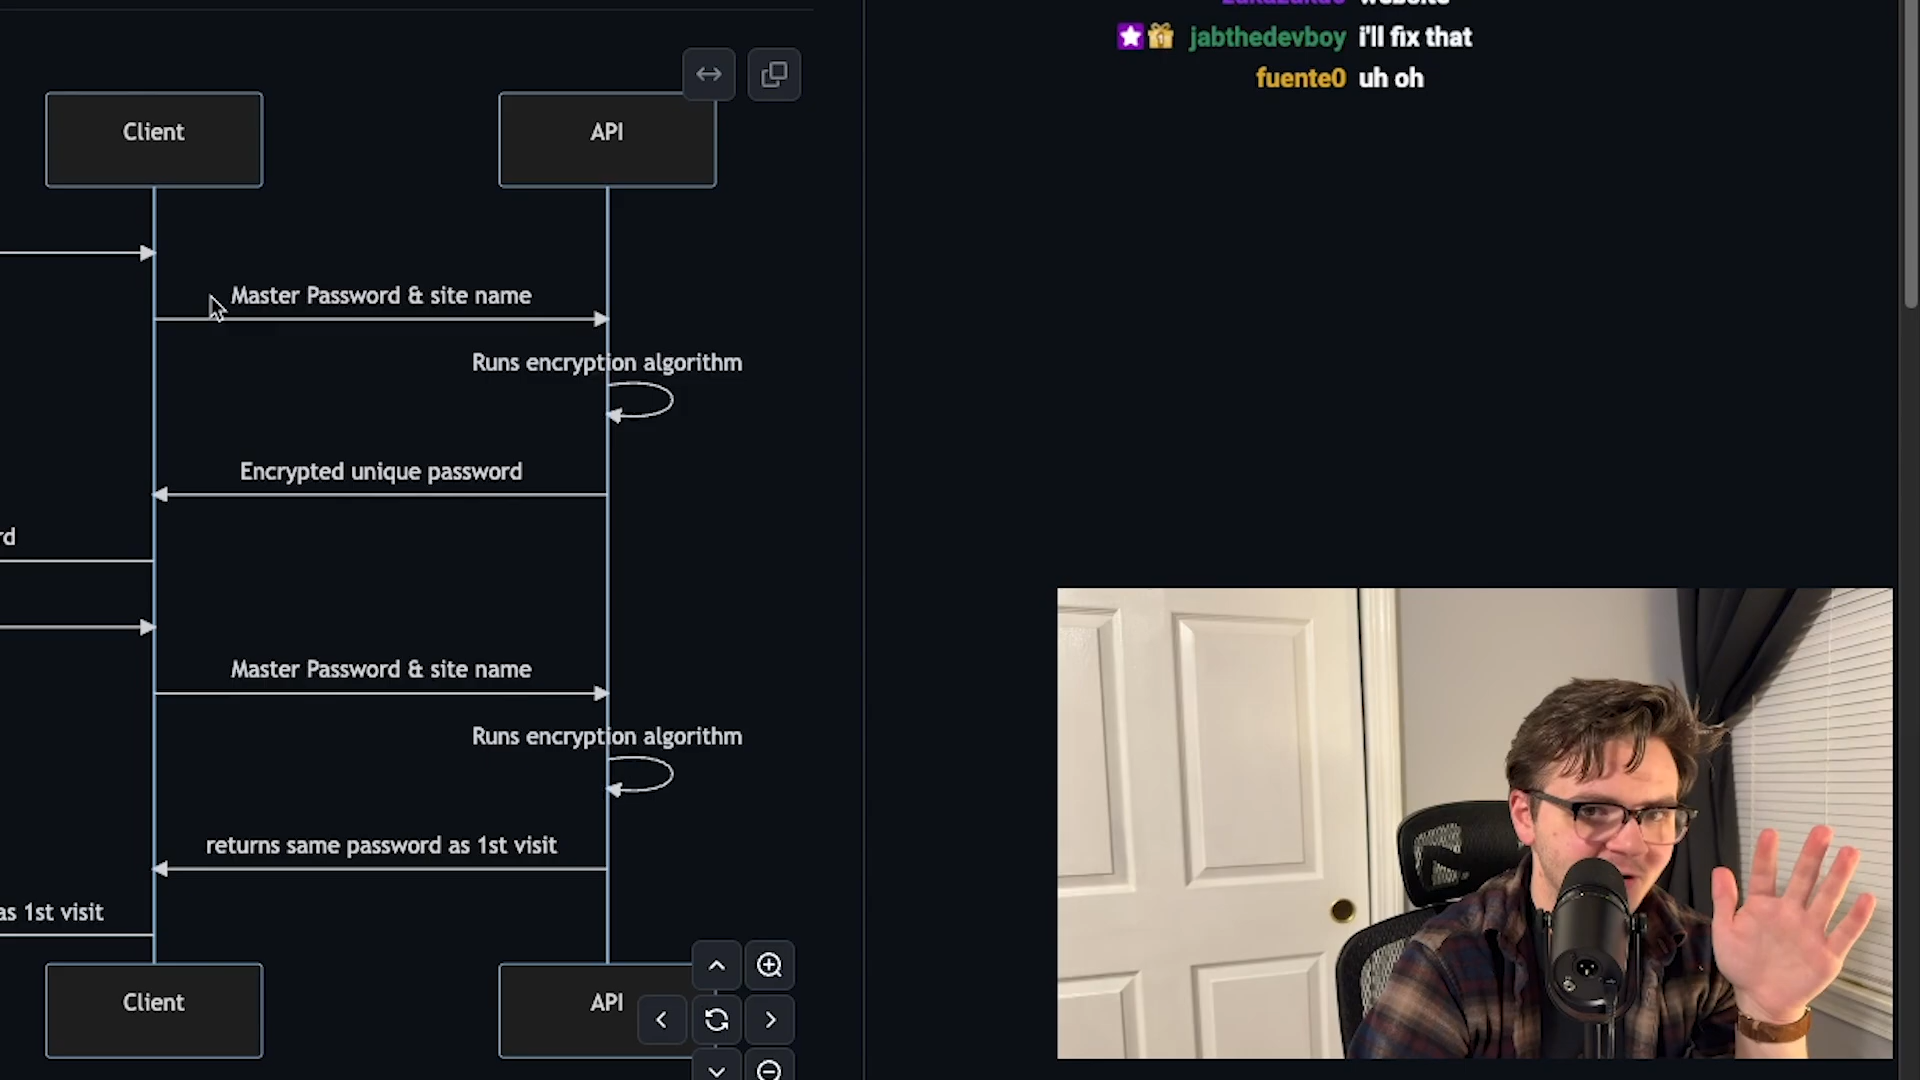 website
jabthedevboy i'll fix that
fuente0 uh oh
Client
API
Master Password & site name
Runs encryption algorithm
Encrypted unique password
rd
Master Password & site name
Runs encryption algorithm
returns same password as 1st visit
as 1st visit
Client
API